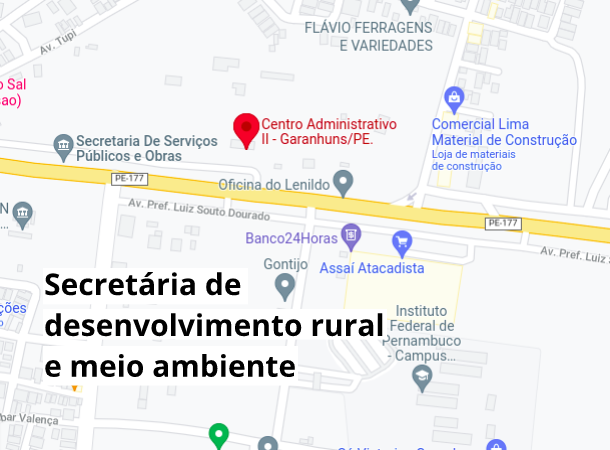 FLÁVIO FERRAGENS
E VARIEDADES
Av. Tupi
o Sal
ao)
Centro Administrativo
II - Garanhuns/PE.
Comercial Lima
Material de Construção
Loja de materiais
de construção
Secretaria De Serviços
Públicos e Obras
PE-177
Oficina do Lenildo
Av. Pref. Luiz Souto Dourado
PE-177
N
Banco24Horas
Assaí Atacadista
Av. Pref. Luiz S
Gontijo
Secretária de
desenvolvimento rural
e meio ambiente
ções
Instituto
Federal de
Pernambuco
- Campus...
oar Valença